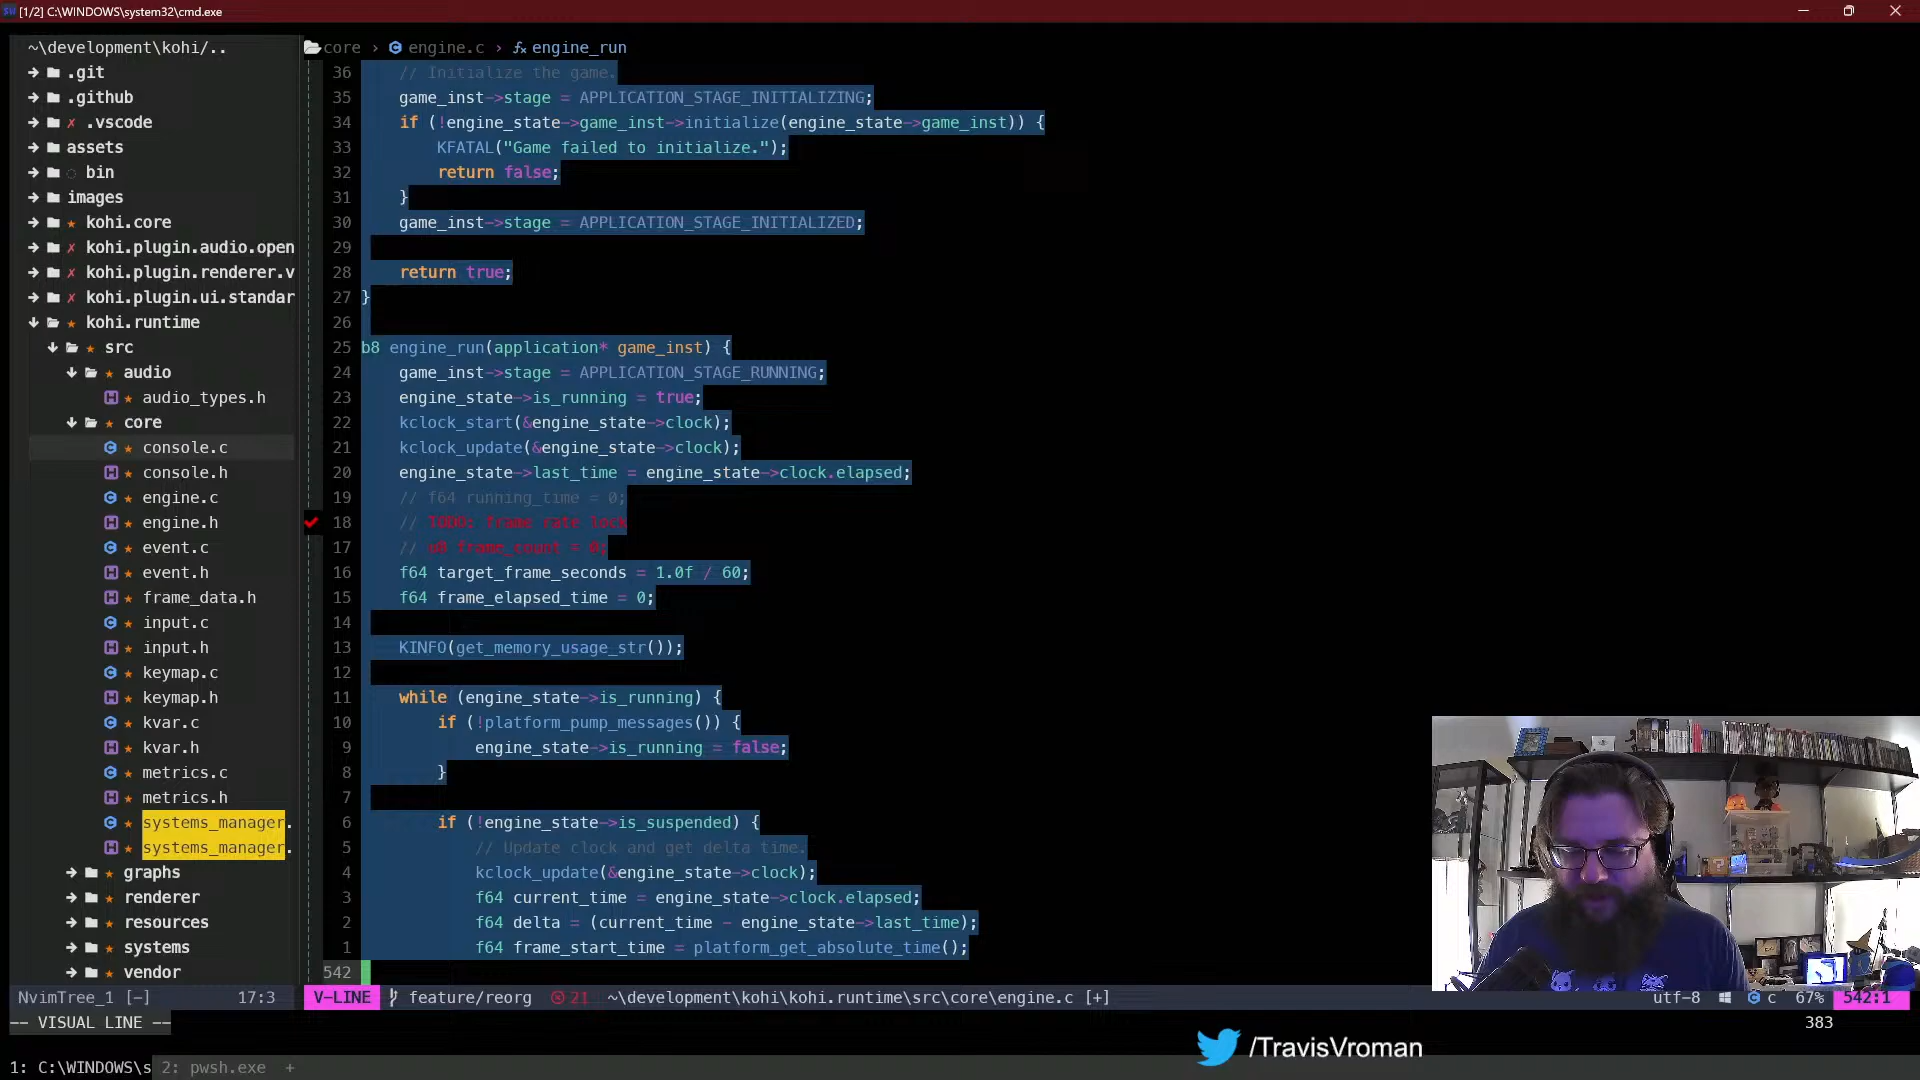 [1/2] C:\WINDOWS\system32\cmd.exe
~\development\kohi/..
.git
.github
✗ .vscode
assets
bin
images
★ kohi.core
✗ kohi.plugin.audio.open
✗ kohi.plugin.renderer.v
✗ kohi.plugin.ui.standar
★ kohi.runtime
★ src
★ audio
★ audio_types.h
★ core
★ console.c
★ console.h
★ engine.c
★ engine.h
★ event.c
★ event.h
★ frame_data.h
★ input.c
★ input.h
★ keymap.c
★ keymap.h
★ kvar.c
★ kvar.h
★ metrics.c
★ metrics.h
★ systems_manager.
★ systems_manager.
★ graphs
★ renderer
★ resources
★ systems
★ vendor
NvimTree_1 [-] 17:3
core › engine.c › engine_run
36 // Initialize the game.
35 game_inst->stage = APPLICATION_STAGE_INITIALIZING;
34 if (!engine_state->game_inst->initialize(engine_state->game_inst)) {
33 KFATAL("Game failed to initialize.");
32 return false;
31 }
30 game_inst->stage = APPLICATION_STAGE_INITIALIZED;
29
28 return true;
27 }
26
25 b8 engine_run(application* game_inst) {
24 game_inst->stage = APPLICATION_STAGE_RUNNING;
23 engine_state->is_running = true;
22 kclock_start(&engine_state->clock);
21 kclock_update(&engine_state->clock);
20 engine_state->last_time = engine_state->clock.elapsed;
19 // f64 running_time = 0;
18 // TODO: frame rate lock
17 // u8 frame_count = 0;
16 f64 target_frame_seconds = 1.0f / 60;
15 f64 frame_elapsed_time = 0;
14
13 KINFO(get_memory_usage_str());
12
11 while (engine_state->is_running) {
10 if (!platform_pump_messages()) {
9 engine_state->is_running = false;
8 }
7
6 if (!engine_state->is_suspended) {
5 // Update clock and get delta time.
4 kclock_update(&engine_state->clock);
3 f64 current_time = engine_state->clock.elapsed;
2 f64 delta = (current_time - engine_state->last_time);
1 f64 frame_start_time = platform_get_absolute_time();
542
V-LINE feature/reorg 21 ~\development\kohi\kohi.runtime\src\core\engine.c [+] utf-8 c 67% 542:1
-- VISUAL LINE -- 383
/TravisVroman
1: C:\WINDOWS\s 2: pwsh.exe +